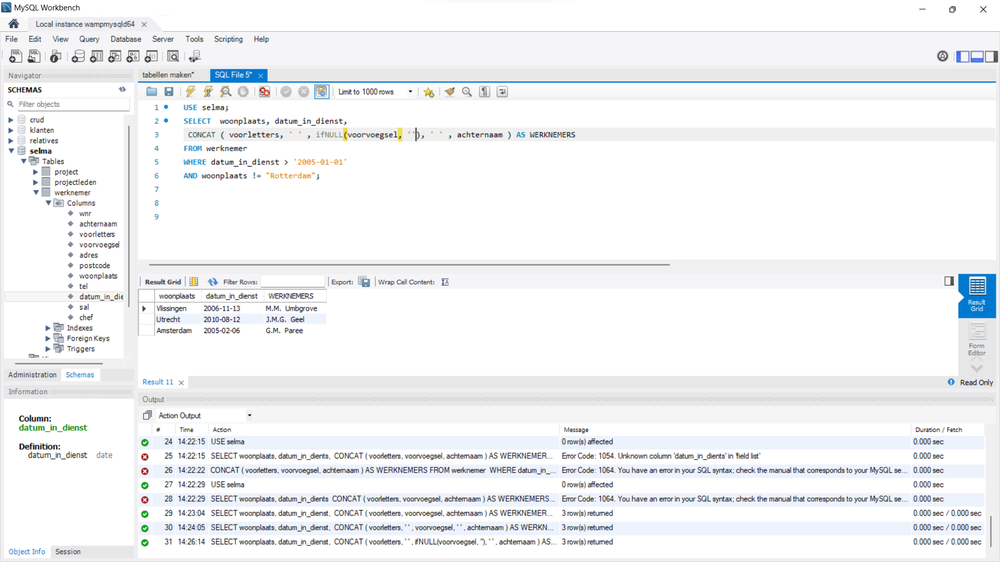 MySQL Workbench
Local instance wampmysqld64
File Edit View Query Database Server Tools Scripting Help
Navigator
SCHEMAS
Filter objects
crud
klanten
relatives
selma
Tables
project
projectleden
werknemer
Columns
wnr
achternaam
voorletters
voorvoegsel
adres
postcode
woonplaats
tel
datum_in_die
sal
chef
Indexes
Foreign Keys
Triggers
Administration Schemas
Information
Column:
datum_in_dienst
Definition:
datum_in_dienst date
Object Info Session
tabellen maken* SQL File 5*
Limit to 1000 rows
1 USE selma;
2 SELECT woonplaats, datum_in_dienst,
3 CONCAT ( voorletters, ' ' , ifNULL(voorvoegsel, ''), ' ' , achternaam ) AS WERKNEMERS
4 FROM werknemer
5 WHERE datum_in_dienst > '2005-01-01'
6 AND woonplaats != "Rotterdam";
7
8
9
Result Grid Filter Rows: Export: Wrap Cell Content:
woonplaats datum_in_dienst WERKNEMERS
Vlissingen 2006-11-13 M.M. Umbgrove
Utrecht 2010-08-12 J.M.G. Geel
Amsterdam 2005-02-06 G.M. Paree
Result Grid
Form Editor
Result 11
Read Only
Output
Action Output
# Time Action Message Duration / Fetch
24 14:22:15 USE selma 0 row(s) affected 0.000 sec
25 14:22:15 SELECT woonplaats, datum_in_dients, CONCAT ( voorletters, voorvoegsel, achternaam ) AS WERKNEMER... Error Code: 1054. Unknown column 'datum_in_dients' in 'field list' 0.000 sec
26 14:22:22 CONCAT ( voorletters, voorvoegsel, achternaam ) AS WERKNEMERS FROM werknemer WHERE datum_in_... Error Code: 1064. You have an error in your SQL syntax; check the manual that corresponds to your MySQL se... 0.000 sec
27 14:22:29 USE selma 0 row(s) affected 0.000 sec
28 14:22:29 SELECT woonplaats, datum_in_dients CONCAT ( voorletters, voorvoegsel, achternaam ) AS WERKNEMERS... Error Code: 1064. You have an error in your SQL syntax; check the manual that corresponds to your MySQL se... 0.000 sec
29 14:23:04 SELECT woonplaats, datum_in_dienst, CONCAT ( voorletters, voorvoegsel, achternaam ) AS WERKNEMER... 3 row(s) returned 0.000 sec / 0.000 sec
30 14:24:05 SELECT woonplaats, datum_in_dienst, CONCAT ( voorletters, ' ' , voorvoegsel, ' ' , achternaam ) AS WERKN... 3 row(s) returned 0.000 sec / 0.000 sec
31 14:26:14 SELECT woonplaats, datum_in_dienst, CONCAT ( voorletters, ' ' , ifNULL(voorvoegsel, ''), ' ' , achternaam ) AS... 3 row(s) returned 0.000 sec / 0.000 sec